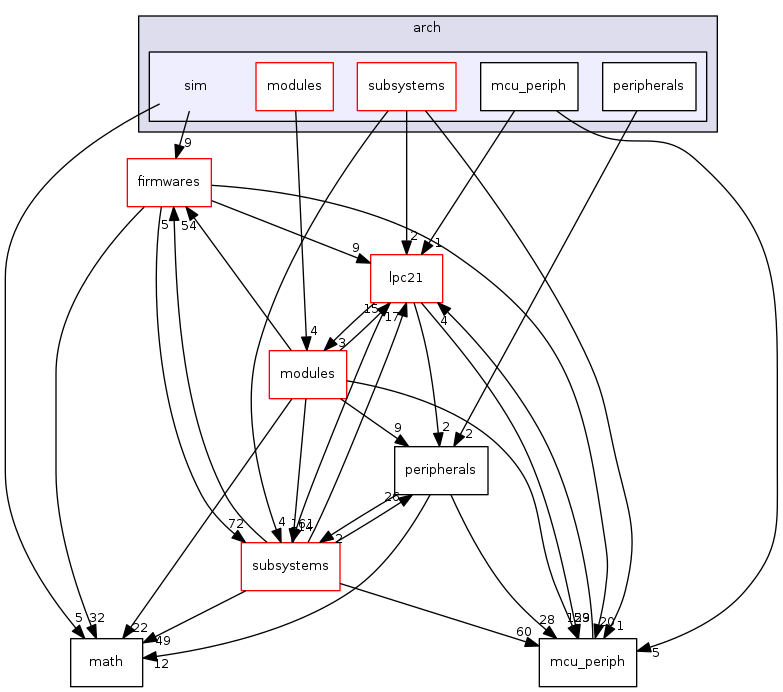 arch
sim
modules
subsystems
mcu_periph
peripherals
9
firmwares
5
54
9
2
1
lpc21
15
17
4
4
3
modules
9
2
2
peripherals
26
72
4
14
2
subsystems
5
32
22
49
12
60
28
20
1
5
math
mcu_periph